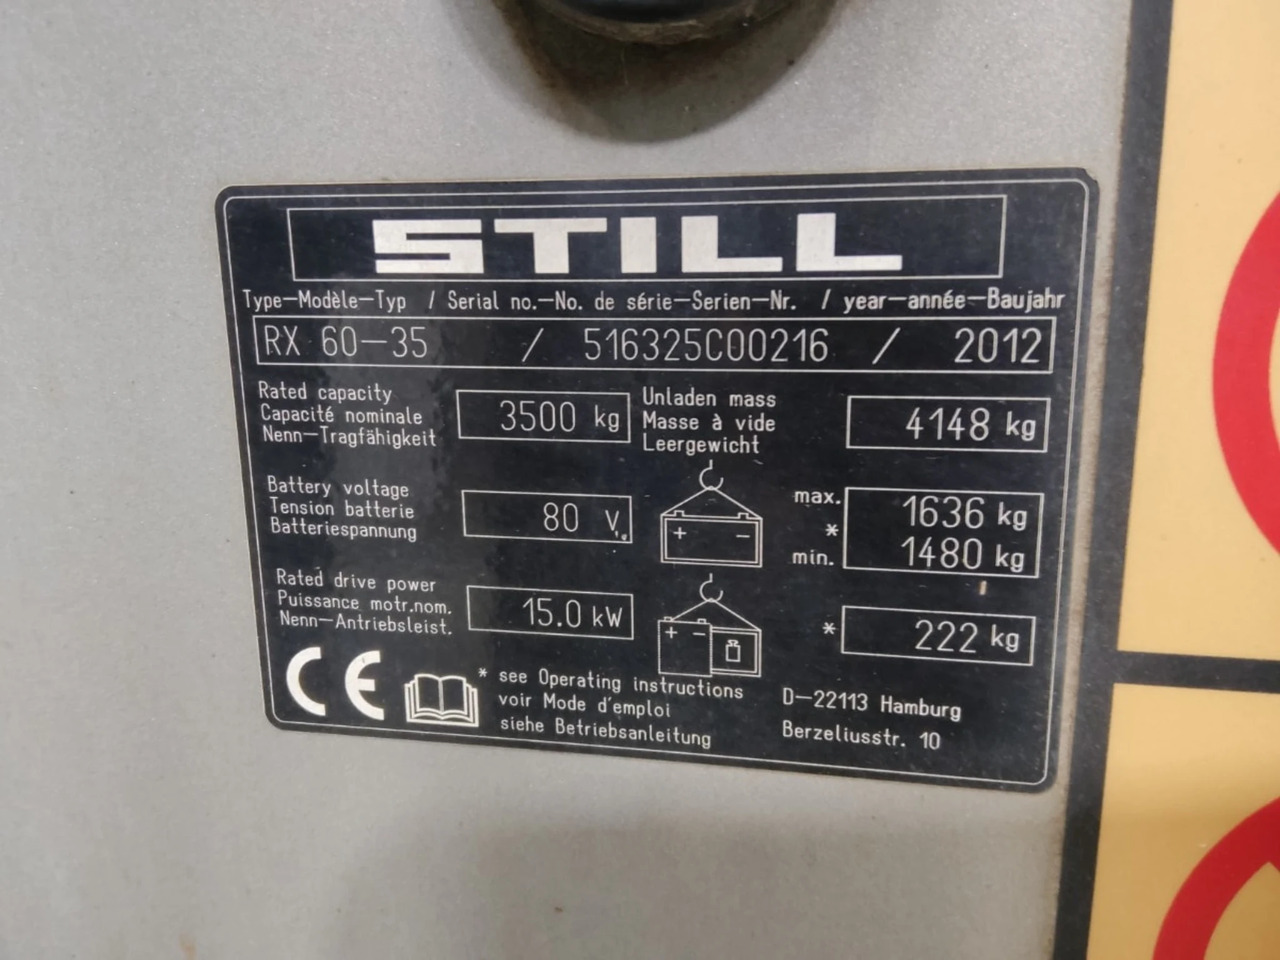 STILL
Type-Modèle-Typ / Serial no.-No. de série-Serien-Nr. / year-année-Baujahr
RX 60-35 / 516325C00216 / 2012
Rated capacity
Capacité nominale
Nenn-Tragfähigkeit
3500 kg
Unladen mass
Masse à vide
Leergewicht
4148 kg
Battery voltage
Tension batterie
Batteriespannung
80 V
+ -
max. 1636 kg
*
min. 1480 kg
Rated drive power
Puissance motr.nom.
Nenn-Antriebsleist.
15.0 kW
+ -
* 222 kg
CE
* see Operating instructions
voir Mode d'emploi
siehe Betriebsanleitung
D-22113 Hamburg
Berzeliusstr. 10